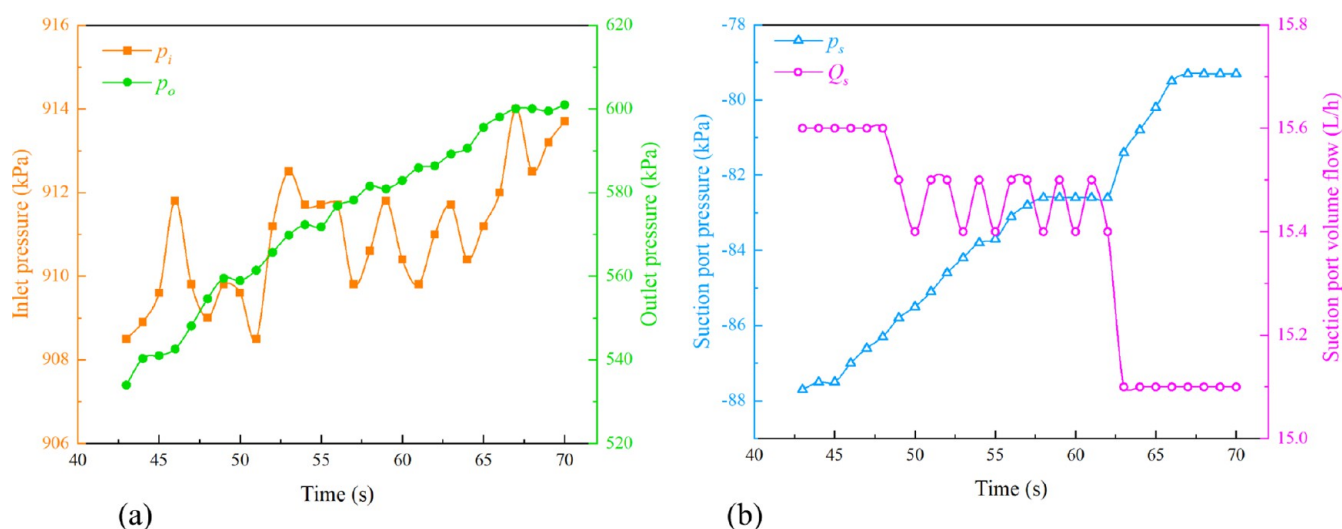 916
914
912
910
908
906
Inlet pressure (kPa)
p_i
p_o
620
600
580
560
540
520
Outlet pressure (kPa)
40 45 50 55 60 65 70
Time (s)
(a)
-78
-80
-82
-84
-86
-88
Suction port pressure (kPa)
p_s
Q_s
15.8
15.6
15.4
15.2
15.0
Suction port volume flow (L/h)
40 45 50 55 60 65 70
Time (s)
(b)